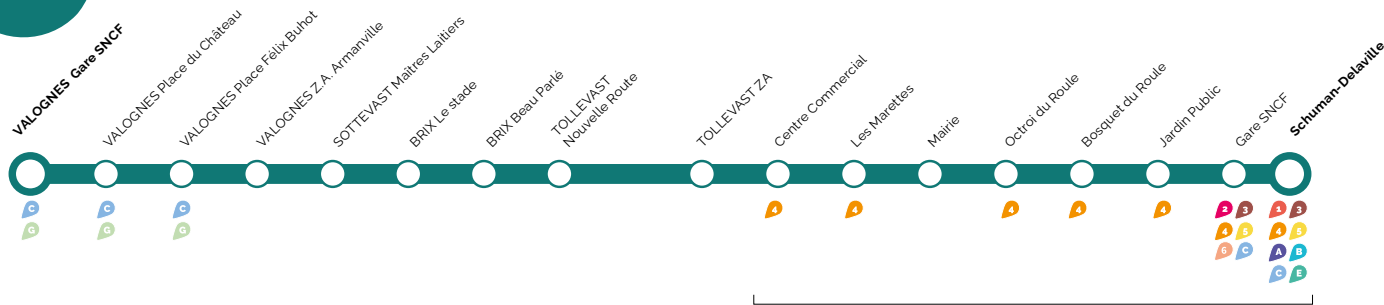 VALOGNES Gare SNCF
VALOGNES Place du Château
VALOGNES Place Félix Buhot
VALOGNES Z.A. Armanville
SOTTEVAST Maîtres Laitiers
BRIX Le stade
BRIX Beau Parlé
TOLLEVAST
Nouvelle Route
TOLLEVAST ZA
Centre Commercial
Les Marettes
Mairie
Octroi du Roule
Bosquet du Roule
Jardin Public
Gare SNCF
Schuman-Delaville
C C C 4 4 4 4 4 2 3 1 3
G G G 4 5 4 5
6 C A B
C E